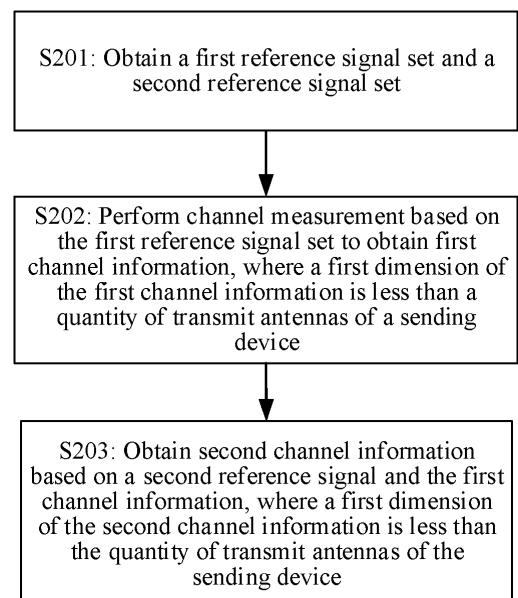 S201: Obtain a first reference signal set and a
second reference signal set
S202: Perform channel measurement based on
the first reference signal set to obtain first
channel information, where a first dimension of
the first channel information is less than a
quantity of transmit antennas of a sending
device
S203: Obtain second channel information
based on a second reference signal and the first
channel information, where a first dimension
of the second channel information is less than
the quantity of transmit antennas of the
sending device